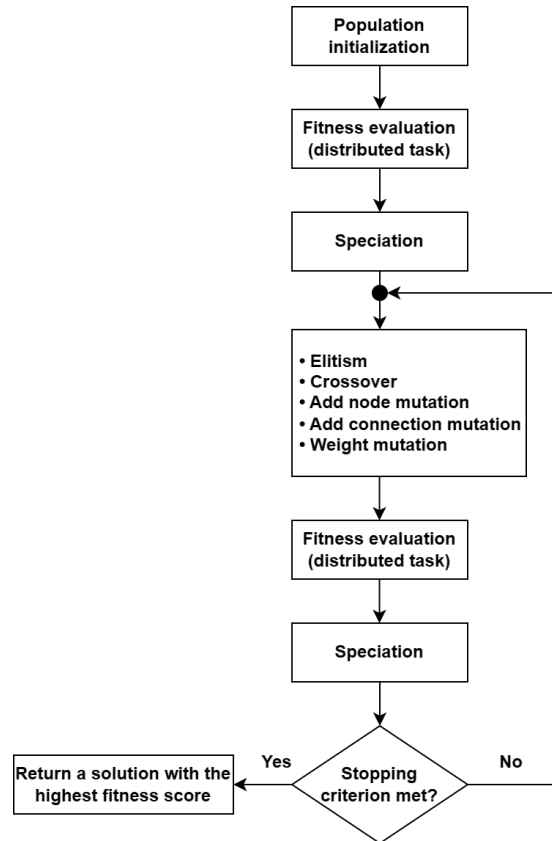 Population
initialization
Fitness evaluation
(distributed task)
Speciation
• Elitism
• Crossover
• Add node mutation
• Add connection mutation
• Weight mutation
Fitness evaluation
(distributed task)
Speciation
Stopping
criterion met?
Yes
No
Return a solution with the
highest fitness score